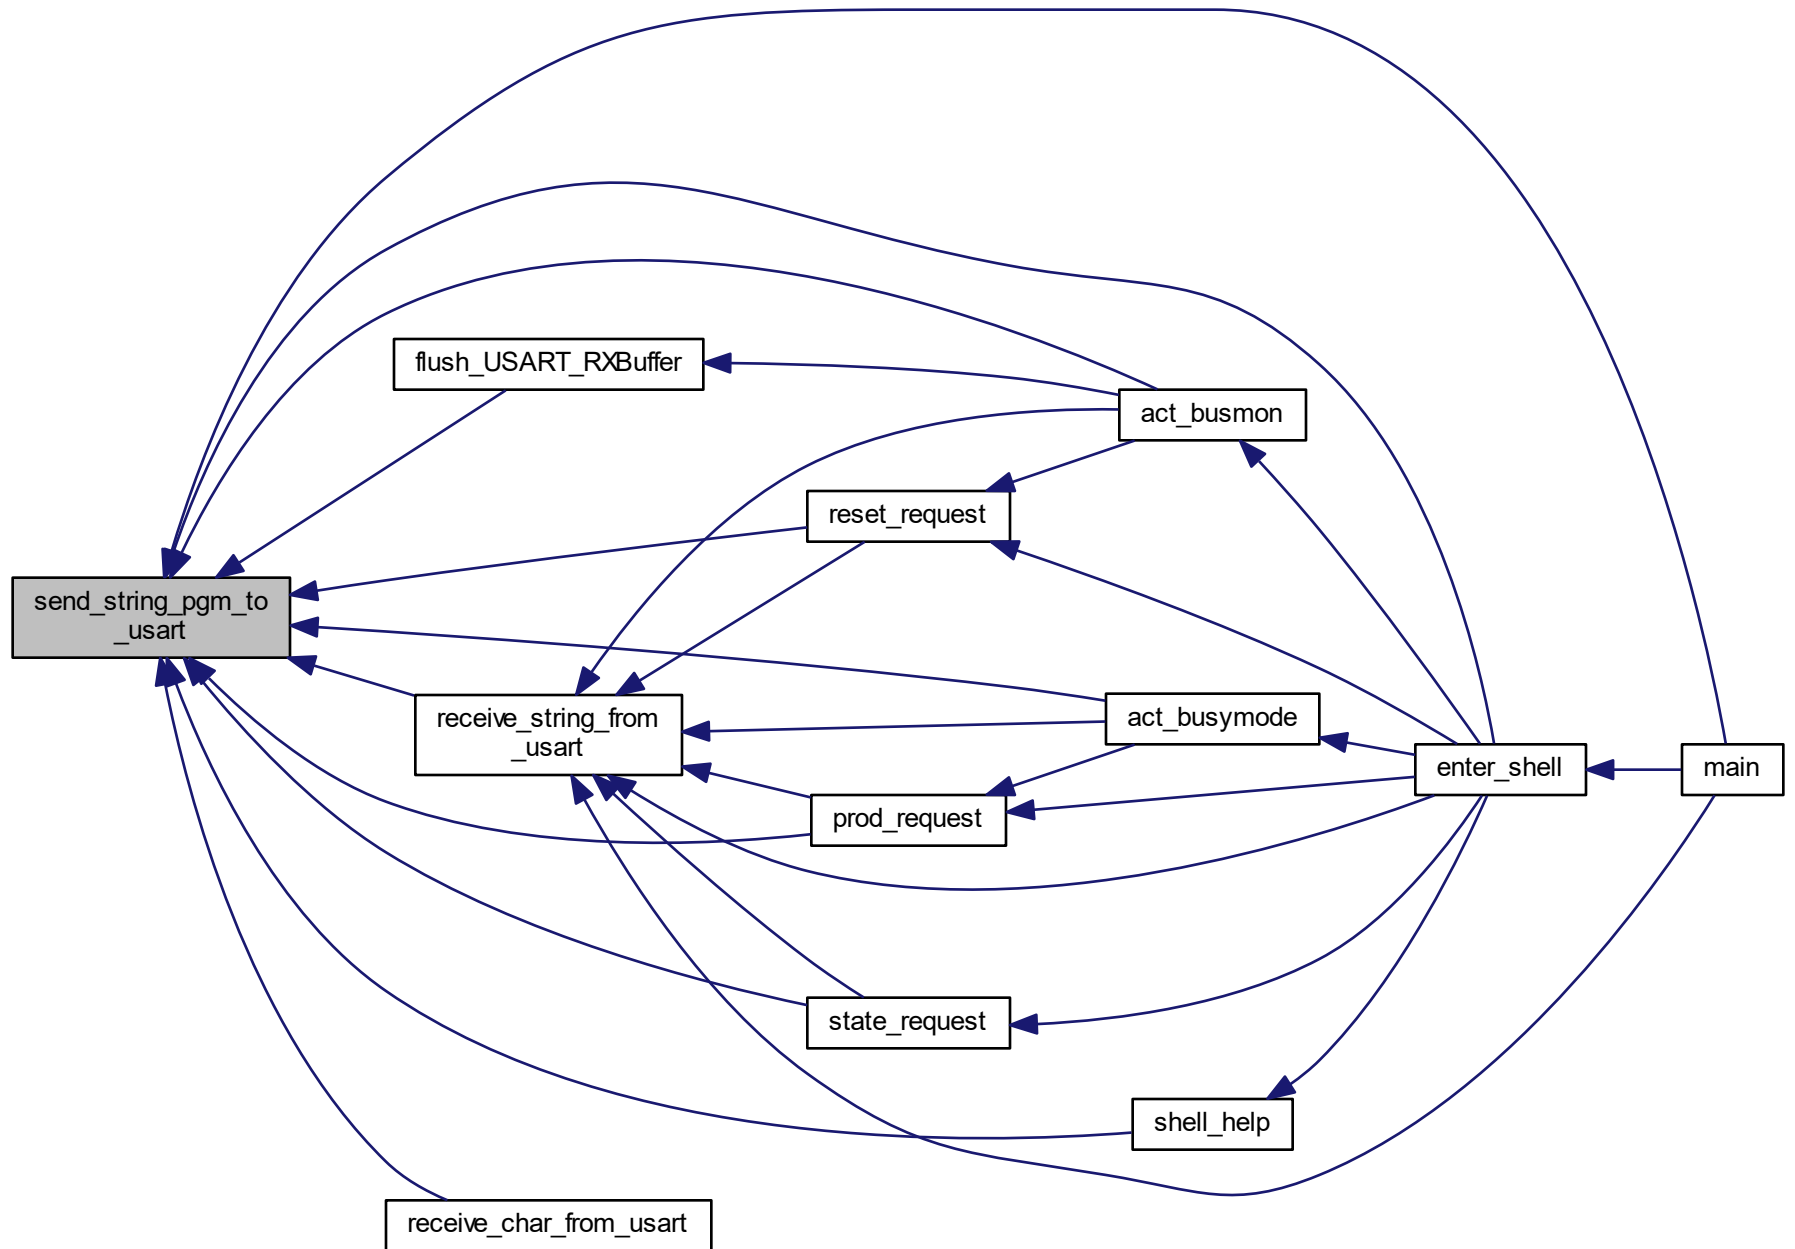 flush_USART_RXBuffer
act_busmon
reset_request
send_string_pgm_to
_usart
receive_string_from
_usart
act_busymode
enter_shell
main
prod_request
state_request
shell_help
receive_char_from_usart